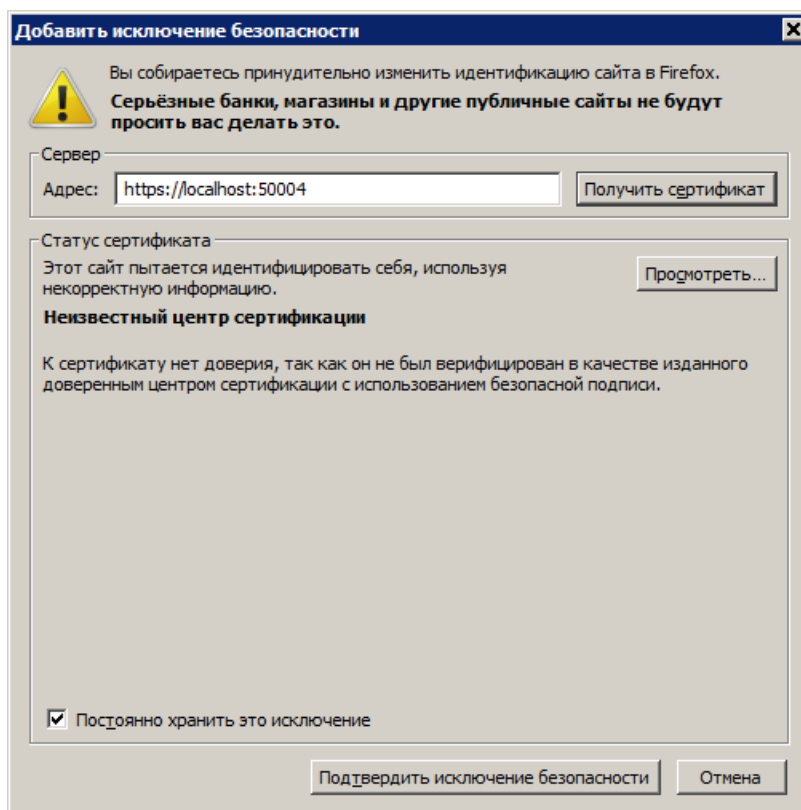 Добавить исключение безопасности
Вы собираетесь принудительно изменить идентификацию сайта в Firefox.
Серьёзные банки, магазины и другие публичные сайты не будут
просить вас делать это.
Сервер
Адрес: https://localhost:50004 Получить сертификат
Статус сертификата
Этот сайт пытается идентифицировать себя, используя
некорректную информацию.
Просмотреть...
Неизвестный центр сертификации
К сертификату нет доверия, так как он не был верифицирован в качестве изданного
доверенным центром сертификации с использованием безопасной подписи.
Постоянно хранить это исключение
Подтвердить исключение безопасности Отмена